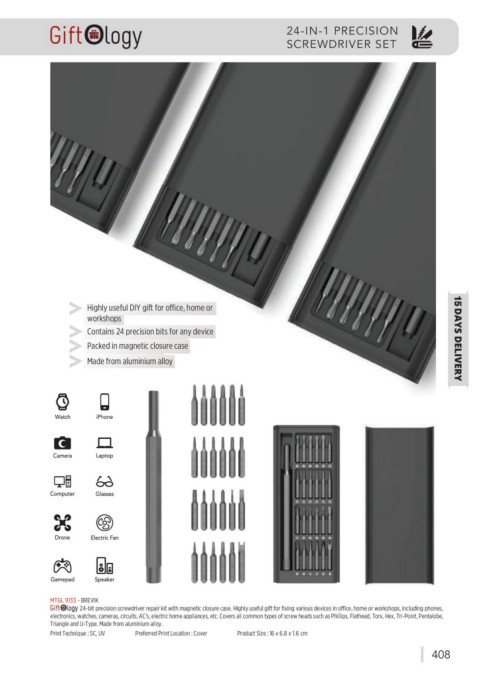 GiftOlogy
24-IN-1 PRECISION
SCREWDRIVER SET
Highly useful DIY gift for office, home or
workshops
Contains 24 precision bits for any device
Packed in magnetic closure case
Made from aluminium alloy
15 DAYS DELIVERY
Watch
iPhone
Camera
Laptop
Computer
Glasses
Drone
Electric Fan
Gamepad
Speaker
MTGL 9133 - BREVIK
GiftOlogy 24-bit precision screwdriver repair kit with magnetic closure case. Highly useful gift for fixing various devices in office, home or workshops, including phones,
electronics, watches, cameras, circuits, AC's, electric home appliances, etc. Covers all common types of screw heads such as Phillips, Flathead, Torx, Hex, Tri-Point, Pentalobe,
Triangle and U-Type. Made from aluminium alloy.
Print Technique : SC, UV Preferred Print Location : Cover Product Size : 16 x 6.8 x 1.6 cm
408